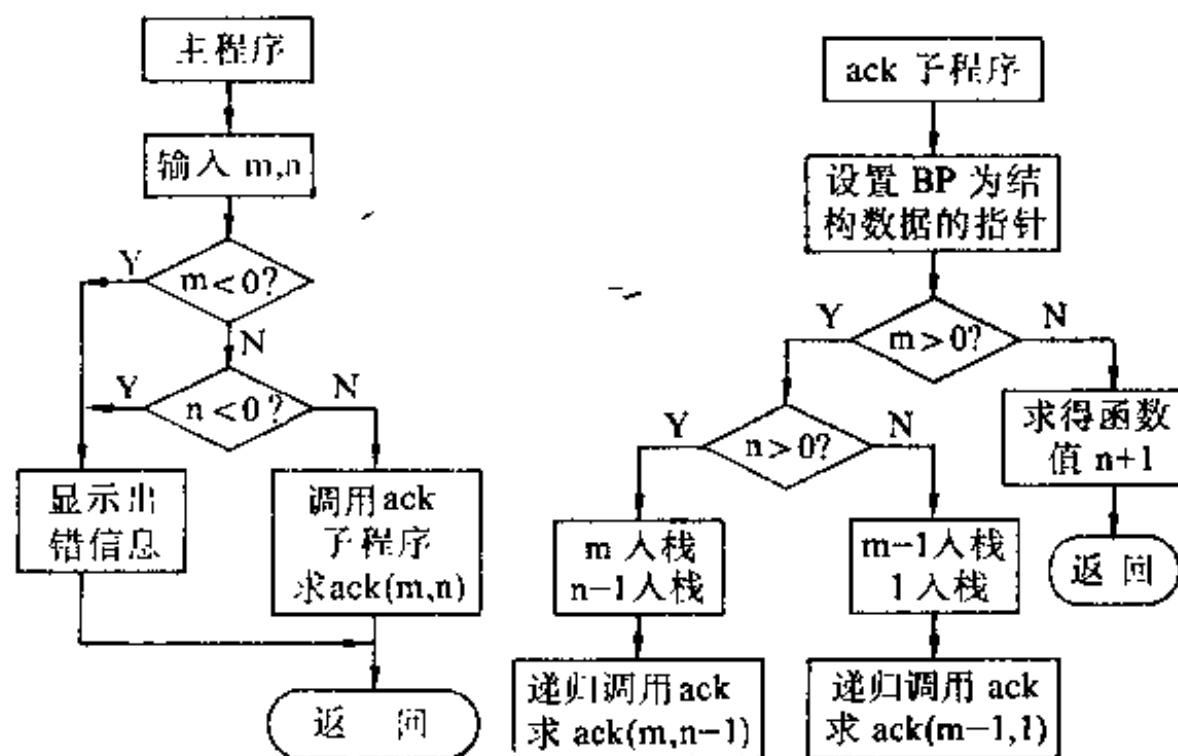 主程序
输入 m,n
Y
m<0?
N
Y
n<0?
N
显示出
错信息
调用ack
子程序
求ack(m,n)
返 回
ack 子程序
设置 BP 为结
构数据的指针
Y
m>0?
N
Y
n>0?
N
求得函数
值 n+1
返 回
m 入栈
n-1入栈
m-1入栈
1 入栈
递归调用ack
求 ack(m,n-1)
递归调用 ack
求 ack(m-1,1)